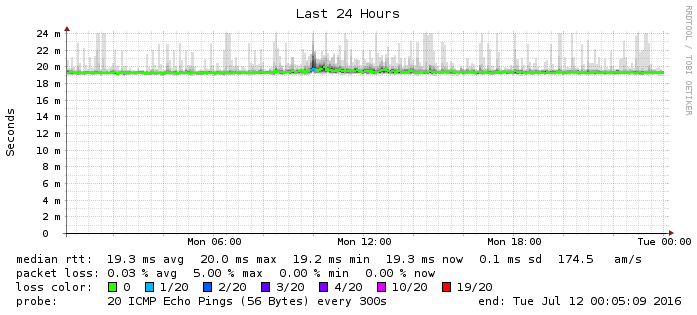 Last 24 Hours
RRDTOOL / TOBI OETIKER
Seconds
24 m
22 m
20 m
18 m
16 m
14 m
12 m
10 m
8 m
6 m
4 m
2 m
0
Mon 06:00 Mon 12:00 Mon 18:00 Tue 00:00
median rtt: 19.3 ms avg 20.0 ms max 19.2 ms min 19.3 ms now 0.1 ms sd 174.5 am/s
packet loss: 0.03 % avg 5.00 % max 0.00 % min 0.00 % now
loss color: 0 1/20 2/20 3/20 4/20 10/20 19/20
probe: 20 ICMP Echo Pings (56 Bytes) every 300s end: Tue Jul 12 00:05:09 2016